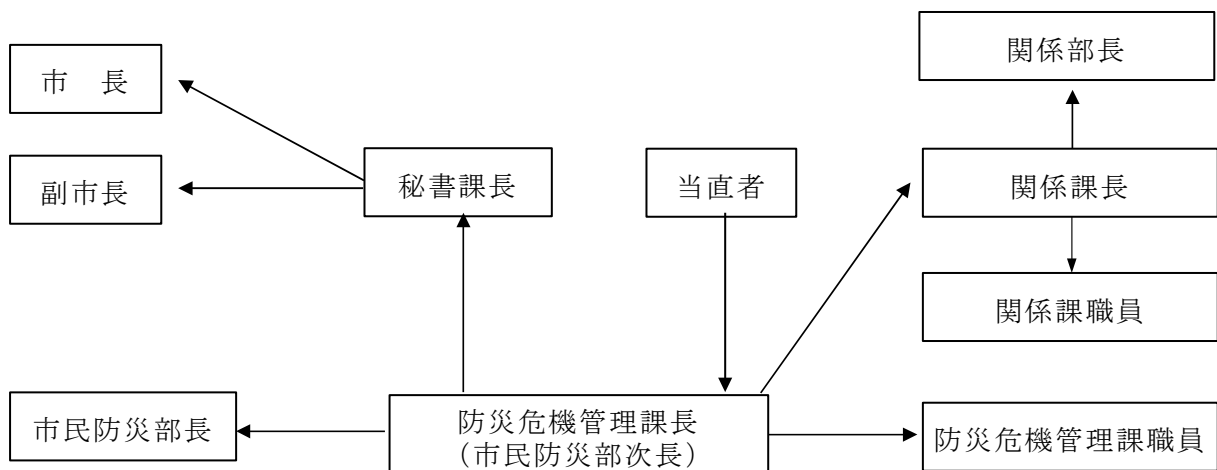 関係部長
市　長
副市長
秘書課長
当直者
関係課長
関係課職員
市民防災部長
防災危機管理課長
（市民防災部次長）
防災危機管理課職員